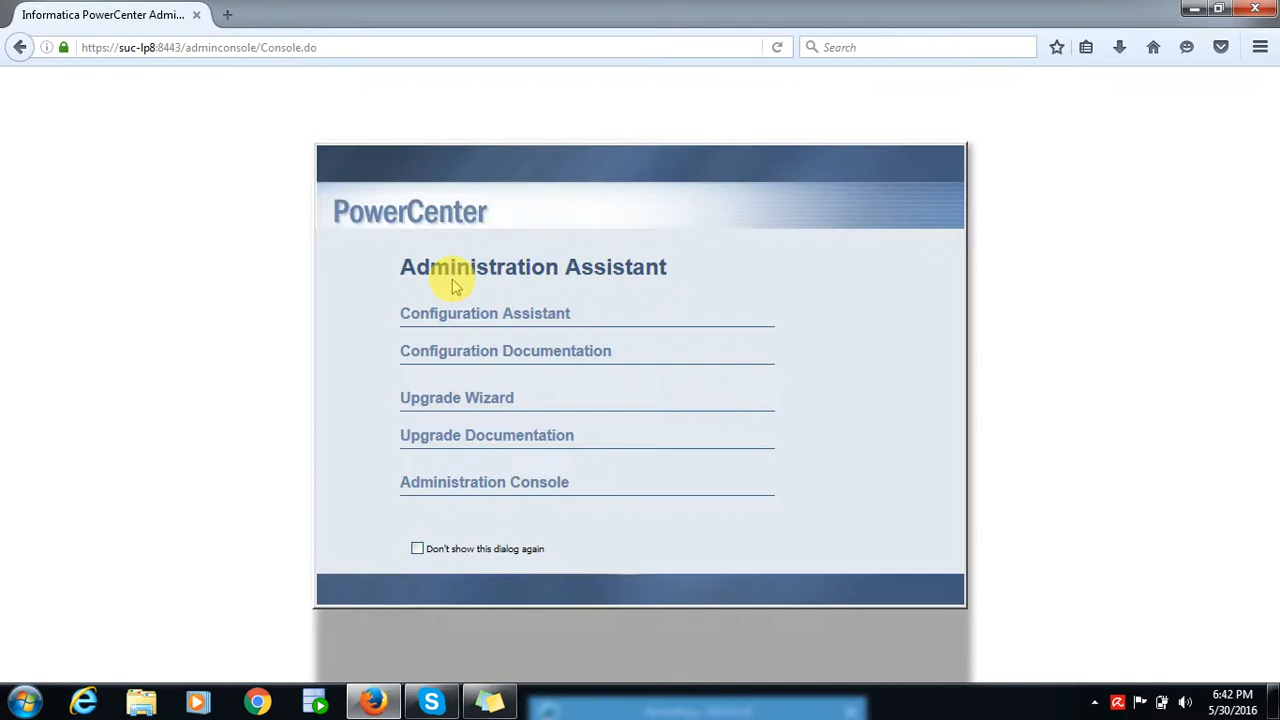 Informatica PowerCenter Admi...
https://suc-lp8:8443/adminconsole/Console.do
Search
PowerCenter
Administration Assistant
Configuration Assistant
Configuration Documentation
Upgrade Wizard
Upgrade Documentation
Administration Console
Don't show this dialog again
6:42 PM
5/30/2016